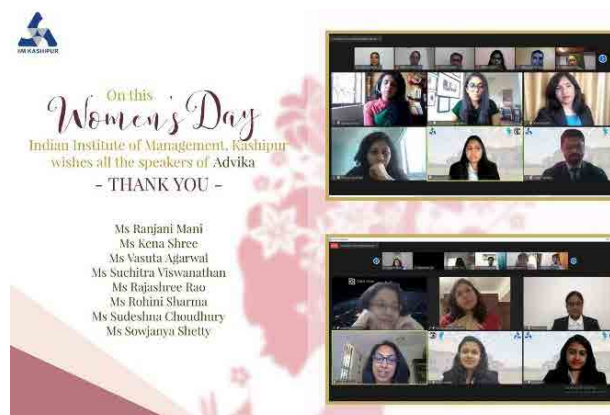 IIM KASHIPUR
On this
Women's Day
Indian Institute of Management, Kashipur
wishes all the speakers of Advika
- THANK YOU -
Ms Ranjani Mani
Ms Kena Shree
Ms Vasuta Agarwal
Ms Suchitra Viswanathan
Ms Rajashree Rao
Ms Rohini Sharma
Ms Sudeshna Choudhury
Ms Sowjanya Shetty